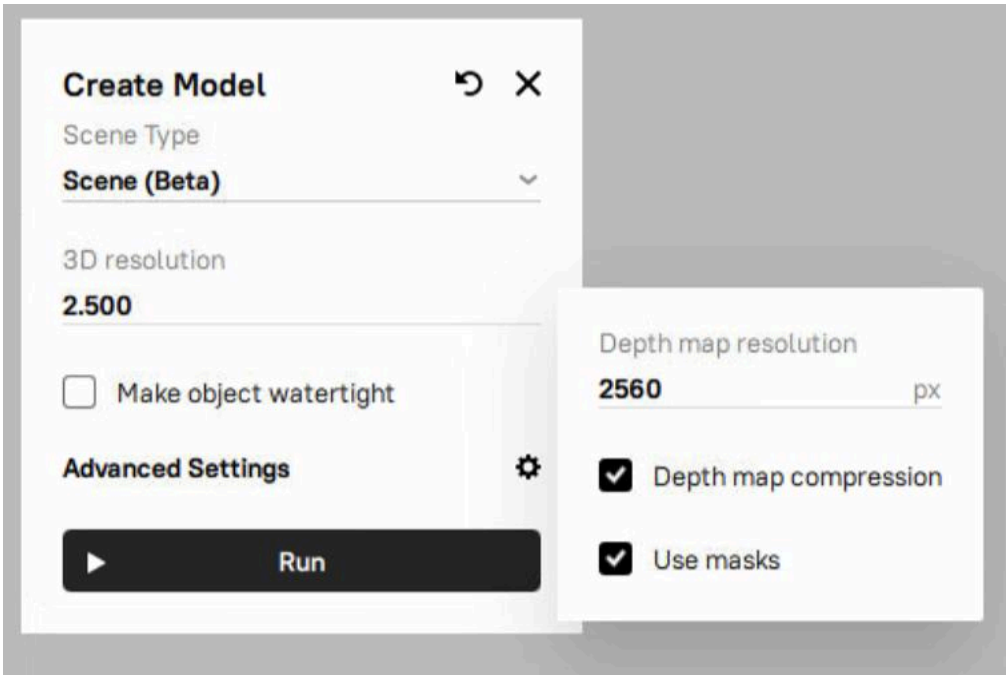 Create Model
Scene Type
Scene (Beta)
3D resolution
2.500
Make object watertight
Advanced Settings
Run
Depth map resolution
2560 px
Depth map compression
Use masks